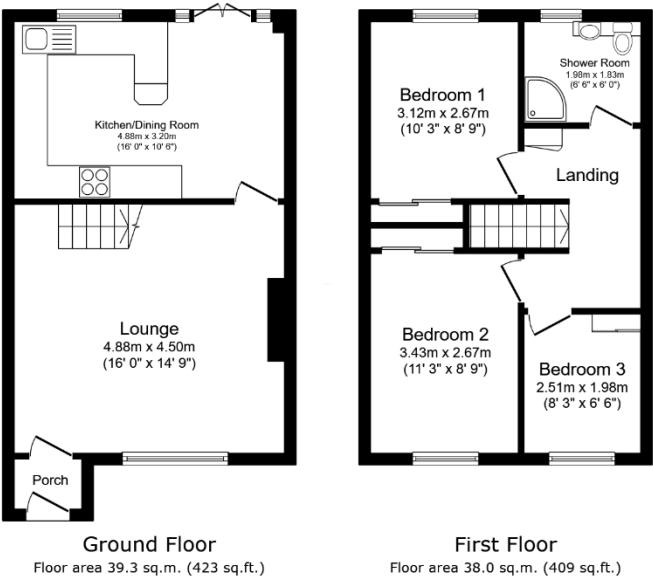 Kitchen/Dining Room
4.88m x 3.20m
(16' 0" x 10' 6")
Lounge
4.88m x 4.50m
(16' 0" x 14' 9")
Porch
Ground Floor
Floor area 39.3 sq.m. (423 sq.ft.)
Bedroom 1
3.12m x 2.67m
(10' 3" x 8' 9")
Shower Room
1.98m x 1.83m
(6' 6" x 6' 0")
Landing
Bedroom 2
3.43m x 2.67m
(11' 3" x 8' 9")
Bedroom 3
2.51m x 1.98m
(8' 3" x 6' 6")
First Floor
Floor area 38.0 sq.m. (409 sq.ft.)